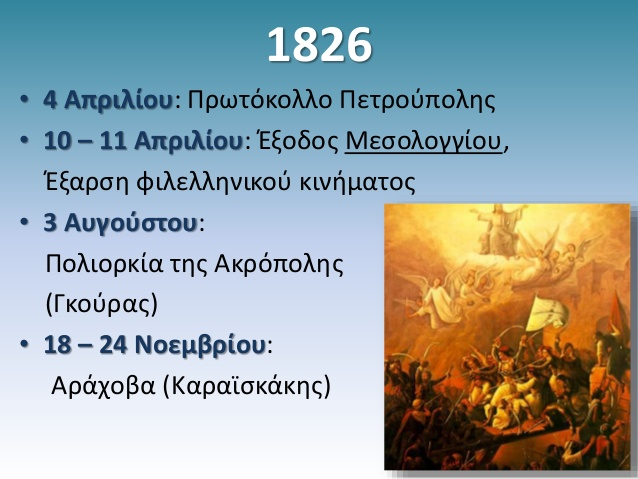 1826
• 4 Απριλίου: Πρωτόκολλο Πετρούπολης
• 10 – 11 Απριλίου: Έξοδος Μεσολογγίου,
Έξαρση φιλελληνικού κινήματος
• 3 Αυγούστου:
Πολιορκία της Ακρόπολης
(Γκούρας)
• 18 – 24 Νοεμβρίου:
Αράχοβα (Καραϊσκάκης)